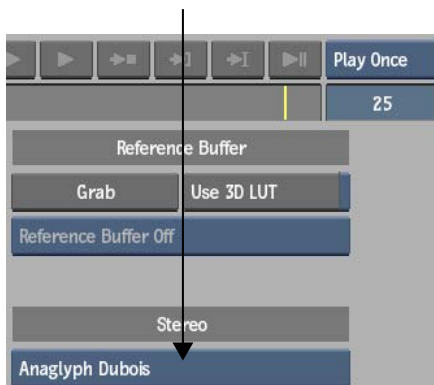 Play Once
25
Reference Buffer
Grab
Use 3D LUT
Reference Buffer Off
Stereo
Anaglyph Dubois